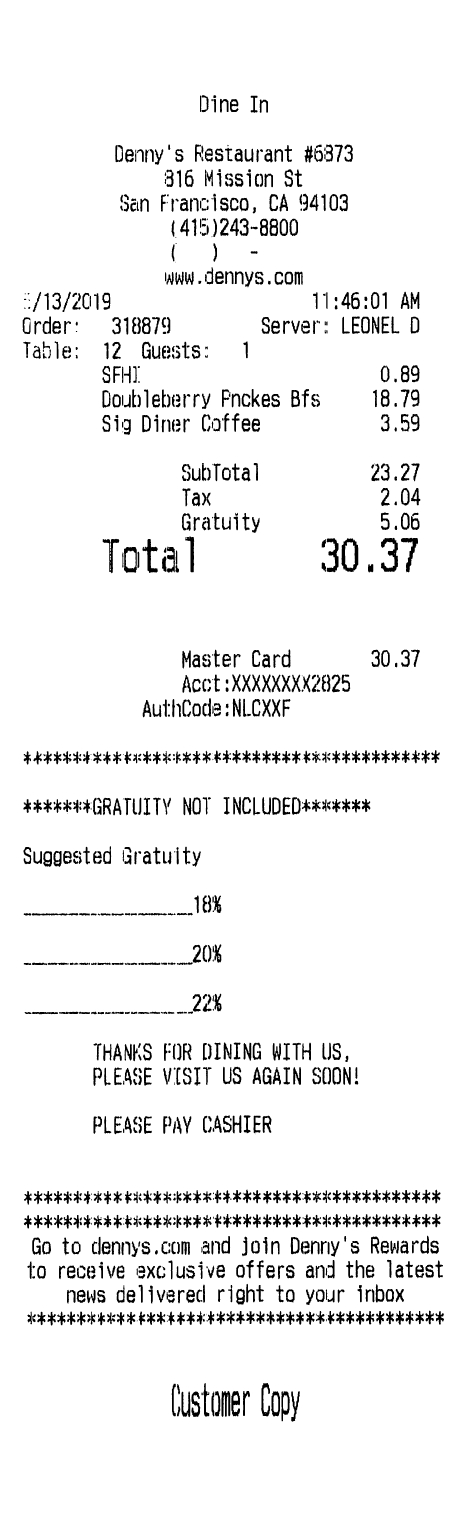 Dine In
Denny's Restaurant #6873
816 Mission St
San Francisco, CA 94103
(415)243-8800
(   )   -
www.dennys.com
/13/2019 11:46:01 AM
Order: 318879 Server: LEONEL D
Table: 12 Guests: 1
SFHI 0.89
Doubleberry Pnckes Bfs 18.79
Sig Diner Coffee 3.59
SubTotal 23.27
Tax 2.04
Gratuity 5.06
Total 30.37
Master Card 30.37
Acct:XXXXXXXX2825
AuthCode:NLCXXF
******************************************
*******GRATUITY NOT INCLUDED*******
Suggested Gratuity
_________________18%
_________________20%
_________________22%
THANKS FOR DINING WITH US,
PLEASE VISIT US AGAIN SOON!
PLEASE PAY CASHIER
******************************************
******************************************
Go to dennys.com and join Denny's Rewards
to receive exclusive offers and the latest
news delivered right to your inbox
******************************************
Customer Copy